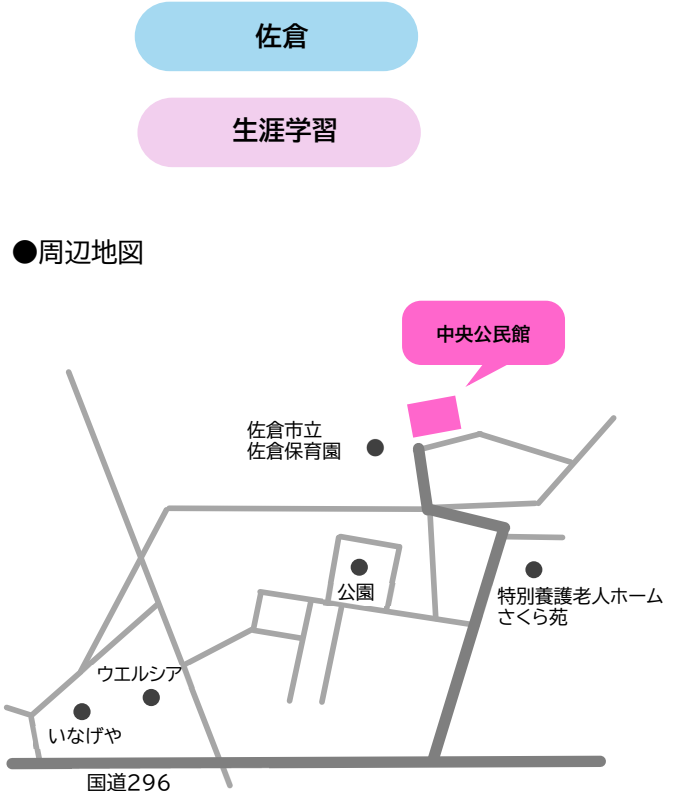 佐倉
生涯学習
●周辺地図
中央公民館
佐倉市立
佐倉保育園
公園
特別養護老人ホーム
さくら苑
ウエルシア
いなげや
国道296